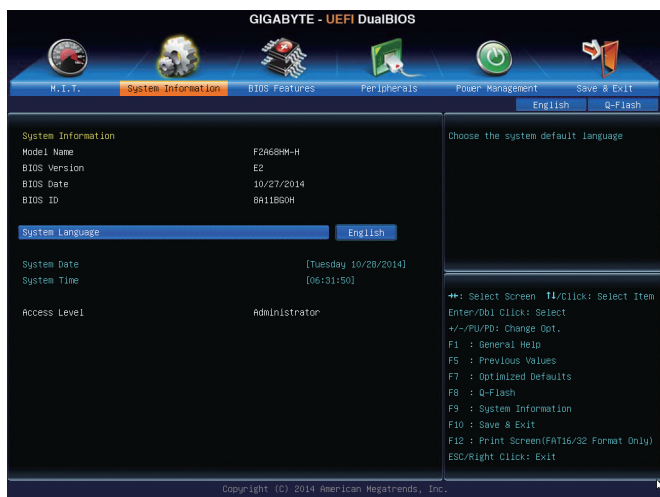 GIGABYTE - UEFI DualBIOS
M.I.T. System Information BIOS Features Peripherals Power Management Save & Exit
English Q-Flash
System Information
Model Name F2A68HM-H
BIOS Version E2
BIOS Date 10/27/2014
BIOS ID 8A11BG0H
System Language English
System Date [Tuesday 10/28/2014]
System Time [06:31:50]
Access Level Administrator
Choose the system default language
→←: Select Screen ↑↓/Click: Select Item
Enter/Dbl Click: Select
+/-/PU/PD: Change Opt.
F1 : General Help
F5 : Previous Values
F7 : Optimized Defaults
F8 : Q-Flash
F9 : System Information
F10 : Save & Exit
F12 : Print Screen(FAT16/32 Format Only)
ESC/Right Click: Exit
Copyright (C) 2014 American Megatrends, Inc.